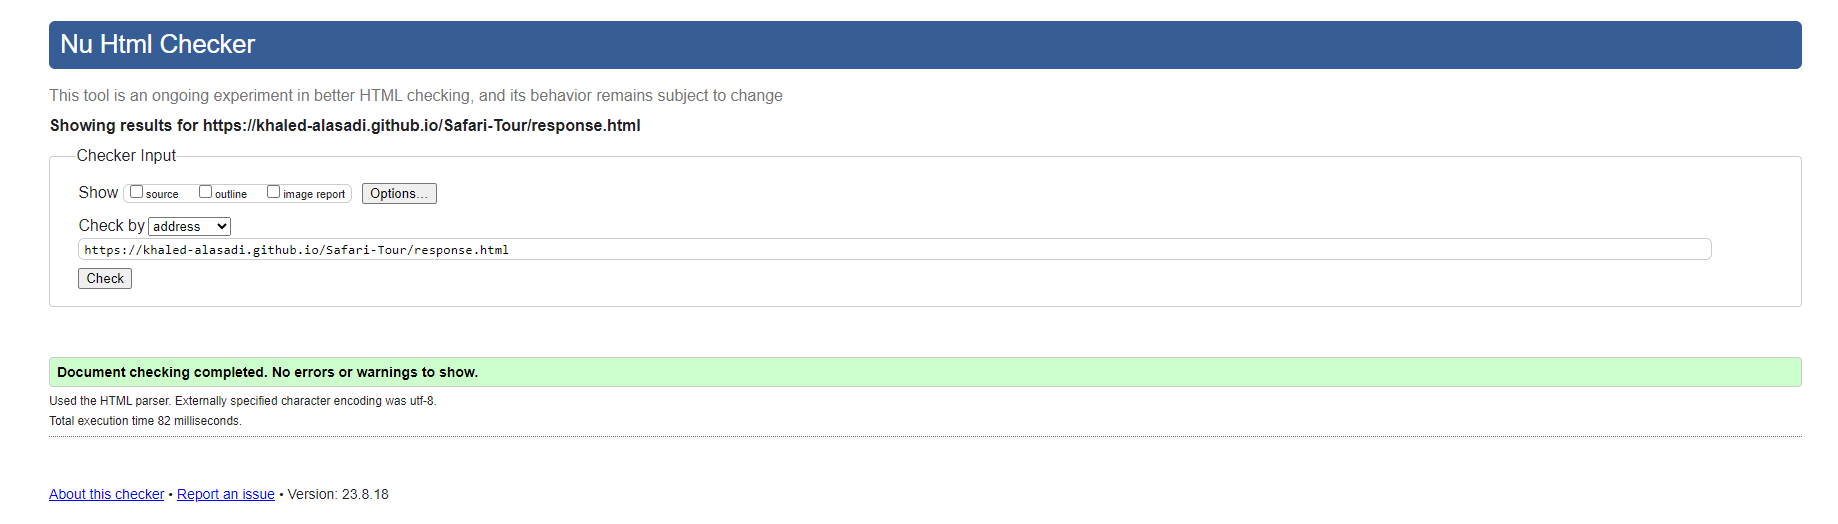 Nu Html Checker
This tool is an ongoing experiment in better HTML checking, and its behavior remains subject to change
Showing results for https://khaled-alasadi.github.io/Safari-Tour/response.html
Checker Input
Show source outline image report Options...
Check by address
https://khaled-alasadi.github.io/Safari-Tour/response.html
Check
Document checking completed. No errors or warnings to show.
Used the HTML parser. Externally specified character encoding was utf-8.
Total execution time 82 milliseconds.
About this checker • Report an issue • Version: 23.8.18